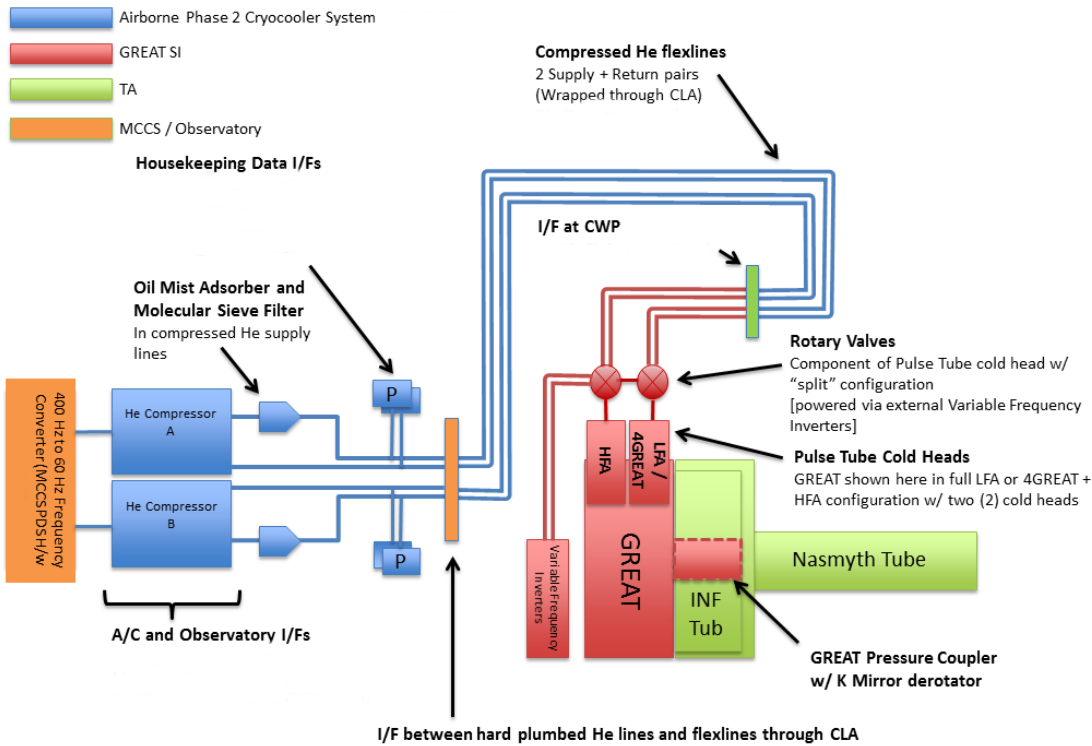 Airborne Phase 2 Cryocooler System
GREAT SI
TA
MCCS / Observatory
Housekeeping Data I/Fs
Compressed He flexlines
2 Supply + Return pairs
(Wrapped through CLA)
I/F at CWP
Oil Mist Adsorber and
Molecular Sieve Filter
In compressed He supply
lines
Rotary Valves
Component of Pulse Tube cold head w/
“split” configuration
[powered via external Variable Frequency
Inverters]
Pulse Tube Cold Heads
GREAT shown here in full LFA or 4GREAT +
HFA configuration w/ two (2) cold heads
400 Hz to 60 Hz Frequency
Converter (MCCSPDSH/w
He Compressor
A
He Compressor
B
P
P
HFA
LFA /
4GREAT
GREAT
Variable Frequency
Inverters
INF
Tub
Nasmyth Tube
A/C and Observatory I/Fs
GREAT Pressure Coupler
w/ K Mirror derotator
I/F between hard plumbed He lines and flexlines through CLA